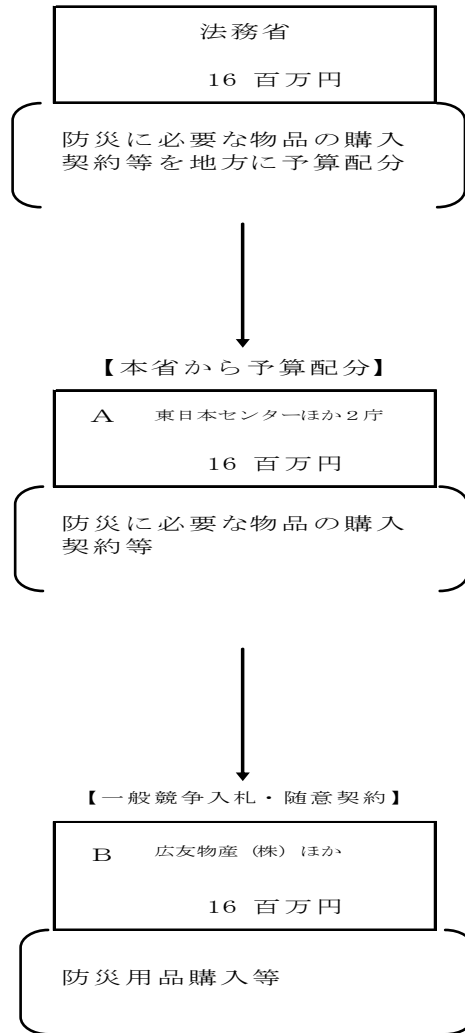 法務省
16 百万円
防災に必要な物品の購入
契約等を地方に予算配分
【本省から予算配分】
A 東日本センターほか２庁
16 百万円
防災に必要な物品の購入
契約等
【一般競争入札・随意契約】
B 広友物産（株）ほか
16 百万円
防災用品購入等